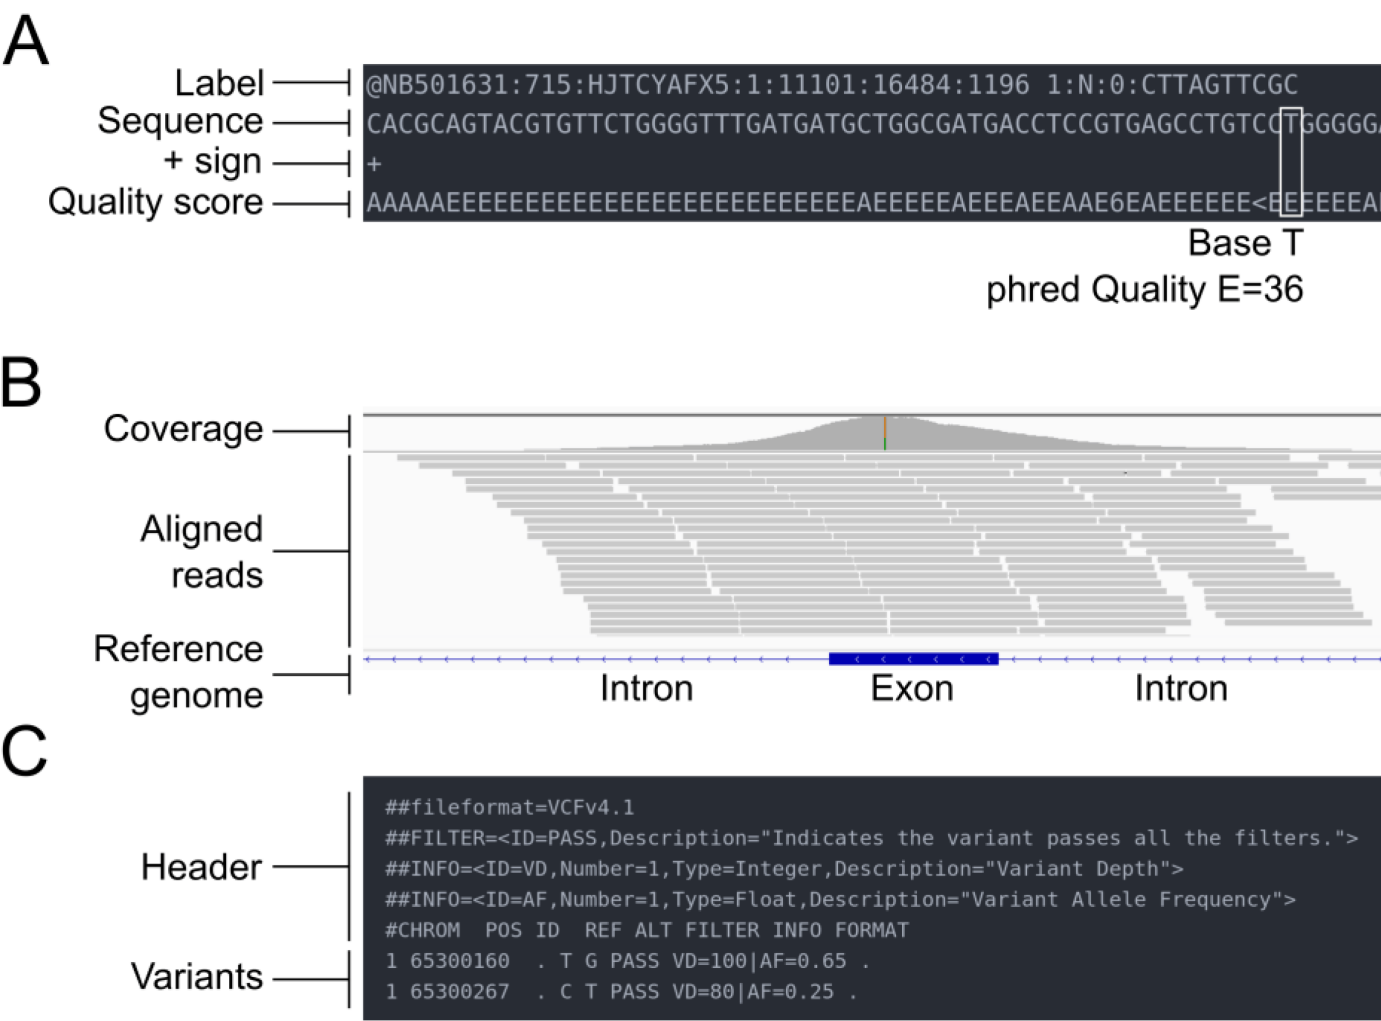 A
Label
@NB501631:715:HJTCYAFX5:1:11101:16484:1196 1:N:0:CTTAGTTCGC
Sequence
CACGCAGTACGTGTTCTGGGGTTTGATGATGCTGGCGATGACCTCCGTGAGCCTGTCCTGGGGGA
+ sign
+
Quality score
AAAAAEEEEEEEEEEEEEEEEEEEEEEEEEEAEEEEEAEEEAEEAAE6EAEEEEEE<EEEEEEAE
Base T
phred Quality E=36
B
Coverage
Aligned
reads
Reference
genome
Intron
Exon
Intron
C
Header
##fileformat=VCFv4.1
##FILTER=<ID=PASS,Description="Indicates the variant passes all the filters.">
##INFO=<ID=VD,Number=1,Type=Integer,Description="Variant Depth">
##INFO=<ID=AF,Number=1,Type=Float,Description="Variant Allele Frequency">
#CHROM POS ID REF ALT FILTER INFO FORMAT
Variants
1 65300160 . T G PASS VD=100|AF=0.65 .
1 65300267 . C T PASS VD=80|AF=0.25 .